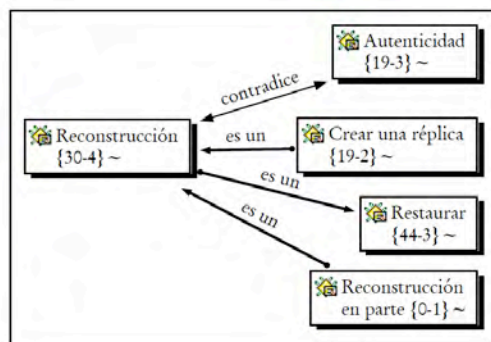 Autenticidad
{19-3} ~
contradice
Reconstrucción
{30-4} ~
es un
Crear una réplica
{19-2} ~
es un
Restaurar
{44-3} ~
es un
Reconstrucción
en parte {0-1} ~